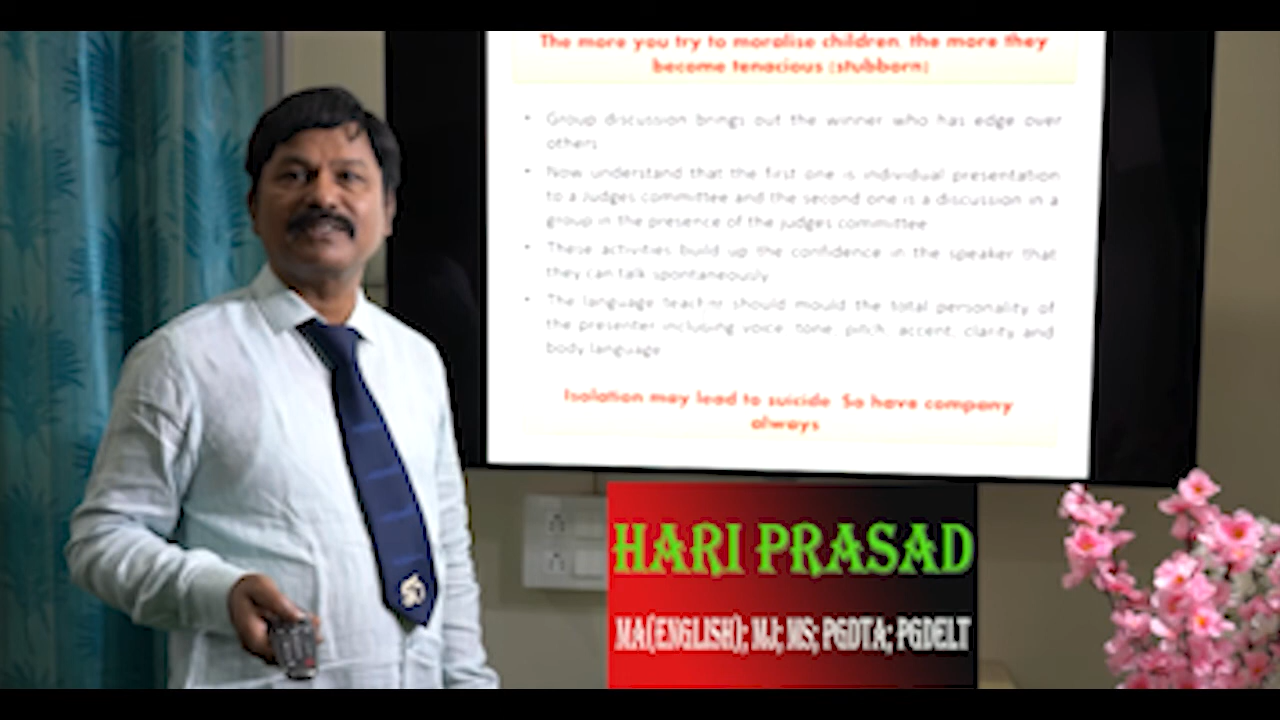 The more you try to moralise children, the more they
become tenacious (stubborn)
• Group discussion brings out the winner who has edge over
others
• Now understand that the first one is individual presentation
to a judges committee and the second one is a discussion in a
group in the presence of the judges committee
• These activities build up the confidence in the speaker that
they can talk spontaneously
• The language teacher should mould the total personality of
the presenter including voice, tone, pitch, accent, clarity and
body language
Isolation may lead to suicide. So have company
always
HARI PRASAD
MA(ENGLISH); MJ; MS; PGDTA; PGDELT